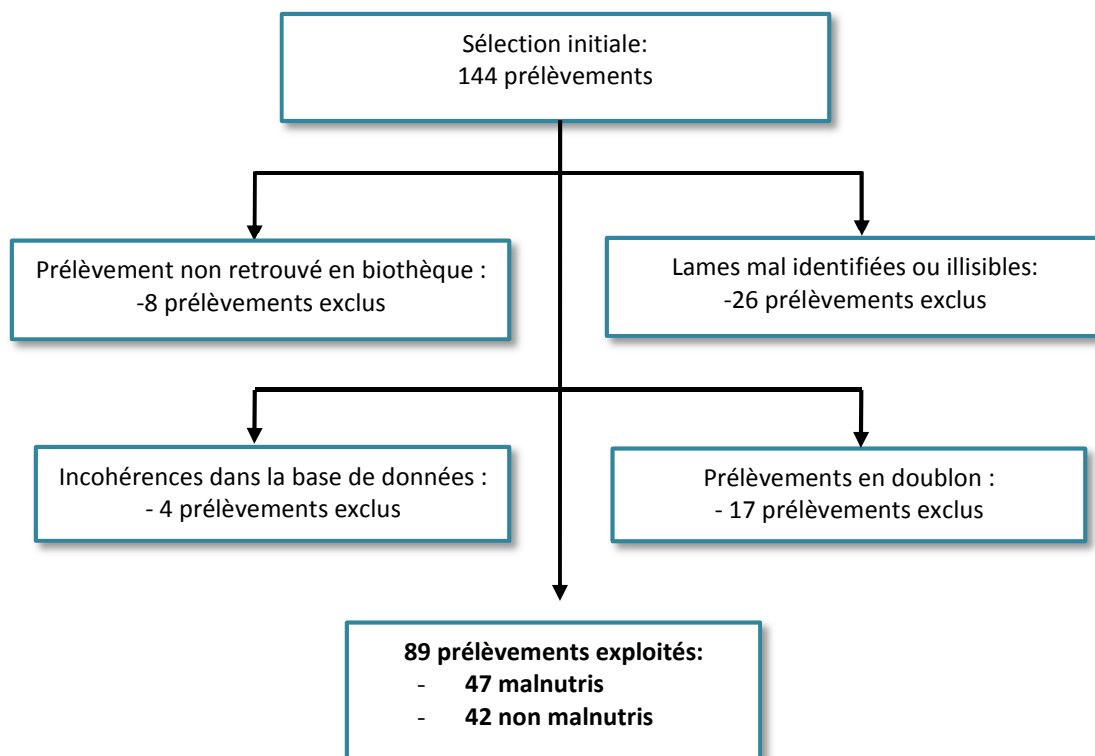 Sélection initiale:
144 prélèvements
Prélèvement non retrouvé en biothèque :
-8 prélèvements exclus
Lames mal identifiées ou illisibles:
-26 prélèvements exclus
Incohérences dans la base de données :
- 4 prélèvements exclus
Prélèvements en doublon :
- 17 prélèvements exclus
89 prélèvements exploités:
- 47 malnutris
- 42 non malnutris